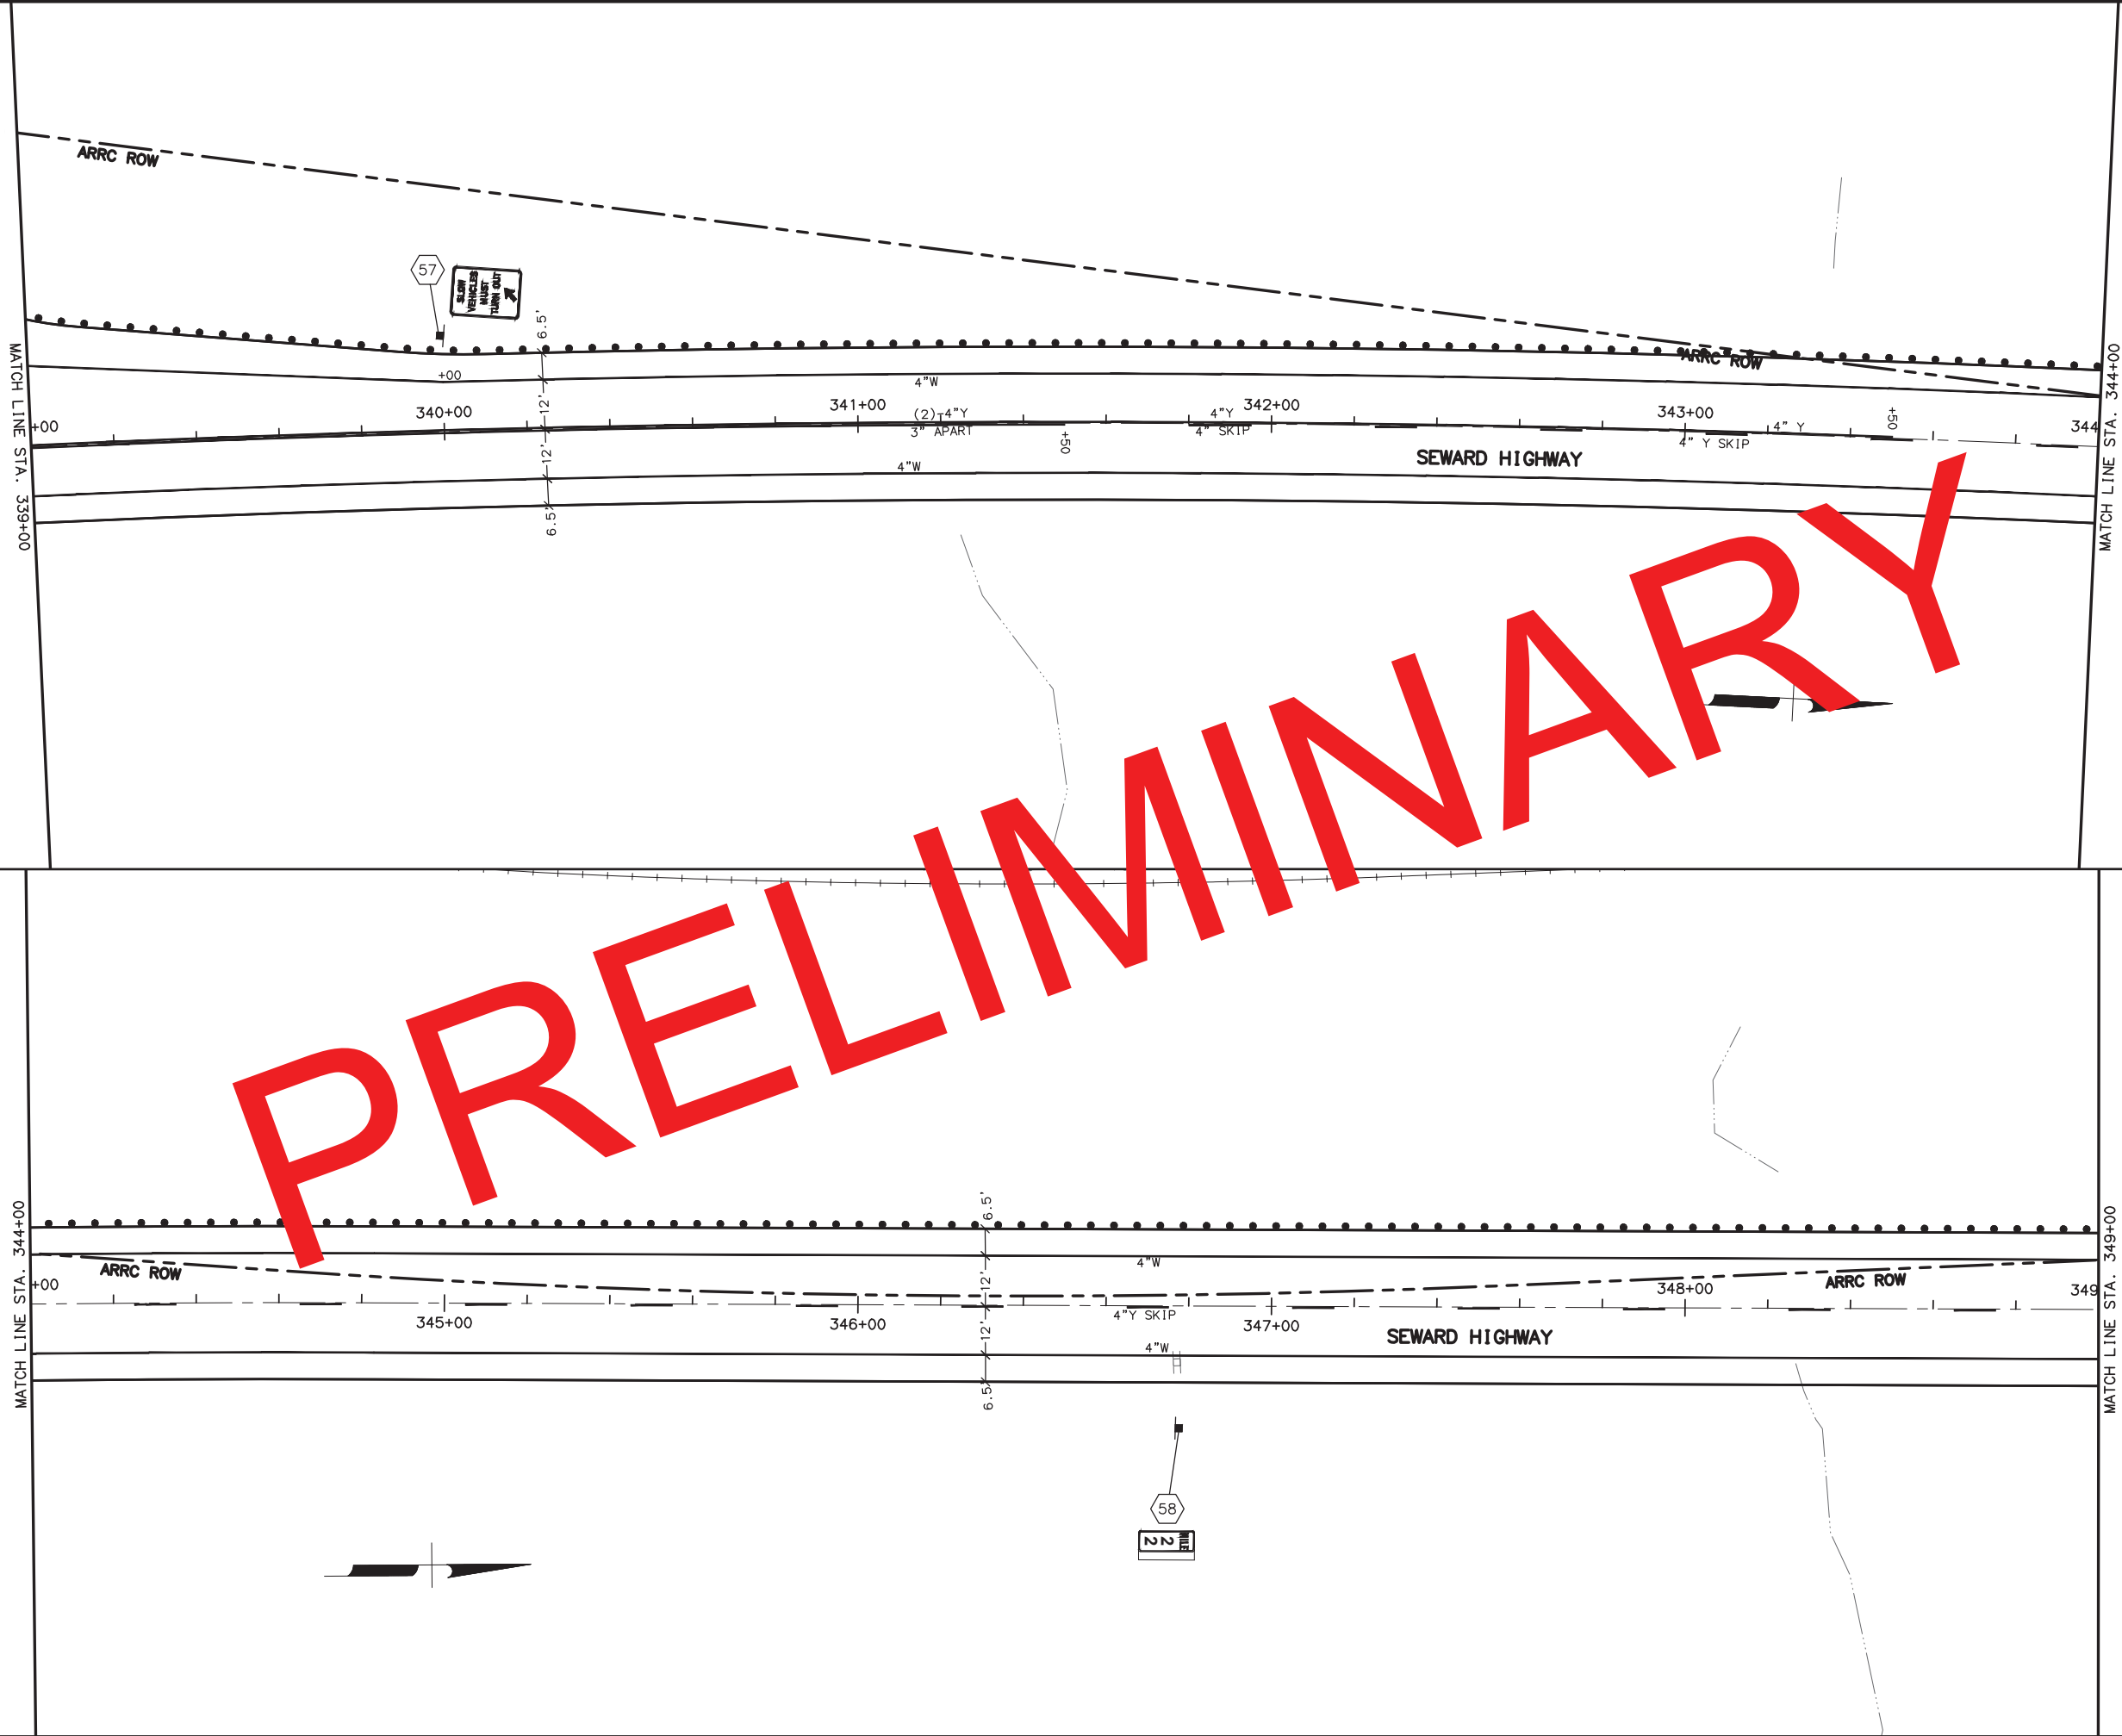 ARRC ROW
57
SLOW
VEHICLES
MUST
TURN OUT
6.5'
+00
4"W
340+00
341+00
342+00
343+00
344
+00
(2)-4"Y
3" APART
+50
4"Y
4" SKIP
4" Y SKIP
4" Y
+50
ARRC ROW
12'
12'
4"W
6.5'
SEWARD HIGHWAY
MATCH LINE STA. 339+00
MATCH LINE STA. 344+00
PRELIMINARY
6.5'
4"W
ARRC ROW
ARRC ROW
+00
12'
345+00
346+00
347+00
348+00
349
4"Y SKIP
12'
4"W
SEWARD HIGHWAY
6.5'
58
MILE
22
MATCH LINE STA. 344+00
MATCH LINE STA. 349+00